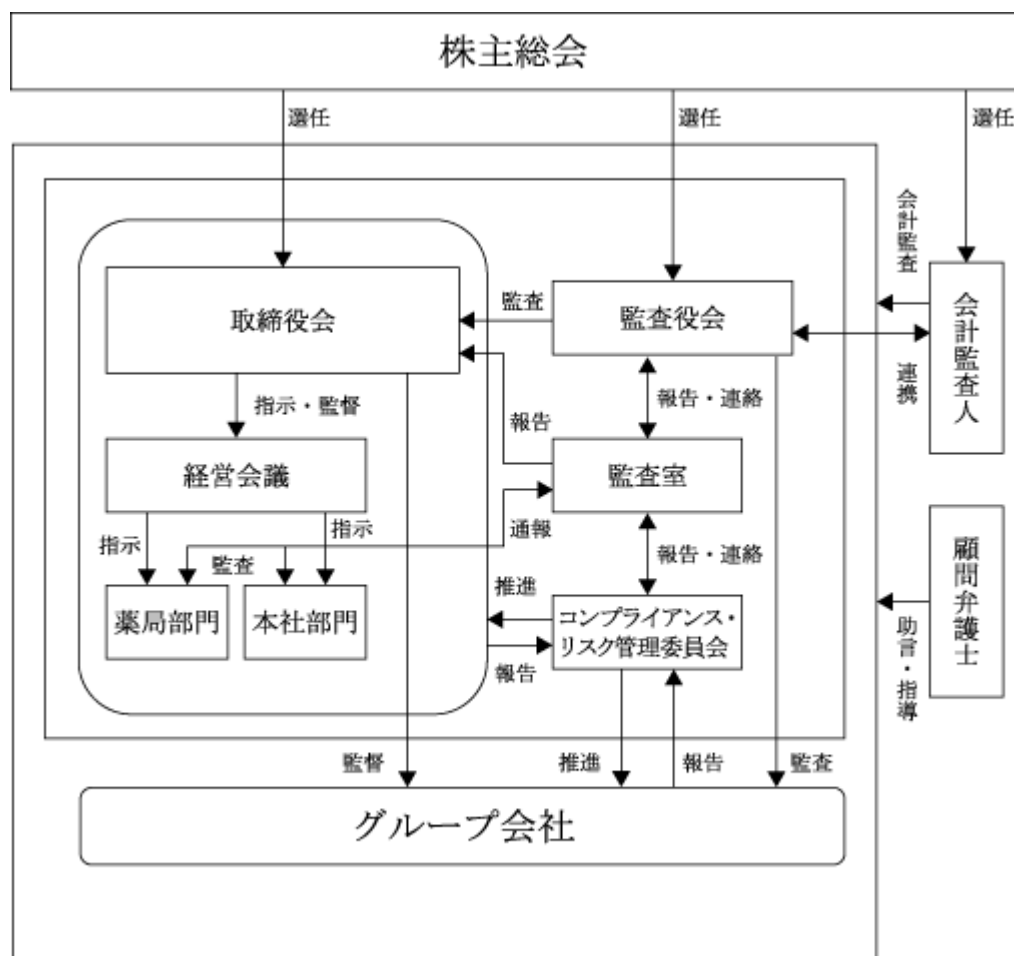 株主総会
選任
選任
選任
会計監査
取締役会
監査
監査役会
会計監査人
連携
指示・監督
報告
報告・連絡
経営会議
監査室
指示
指示
監査
通報
報告・連絡
顧問弁護士
薬局部門
本社部門
推進
コンプライアンス・
リスク管理委員会
報告
助言・指導
監督
推進
報告
監査
グループ会社